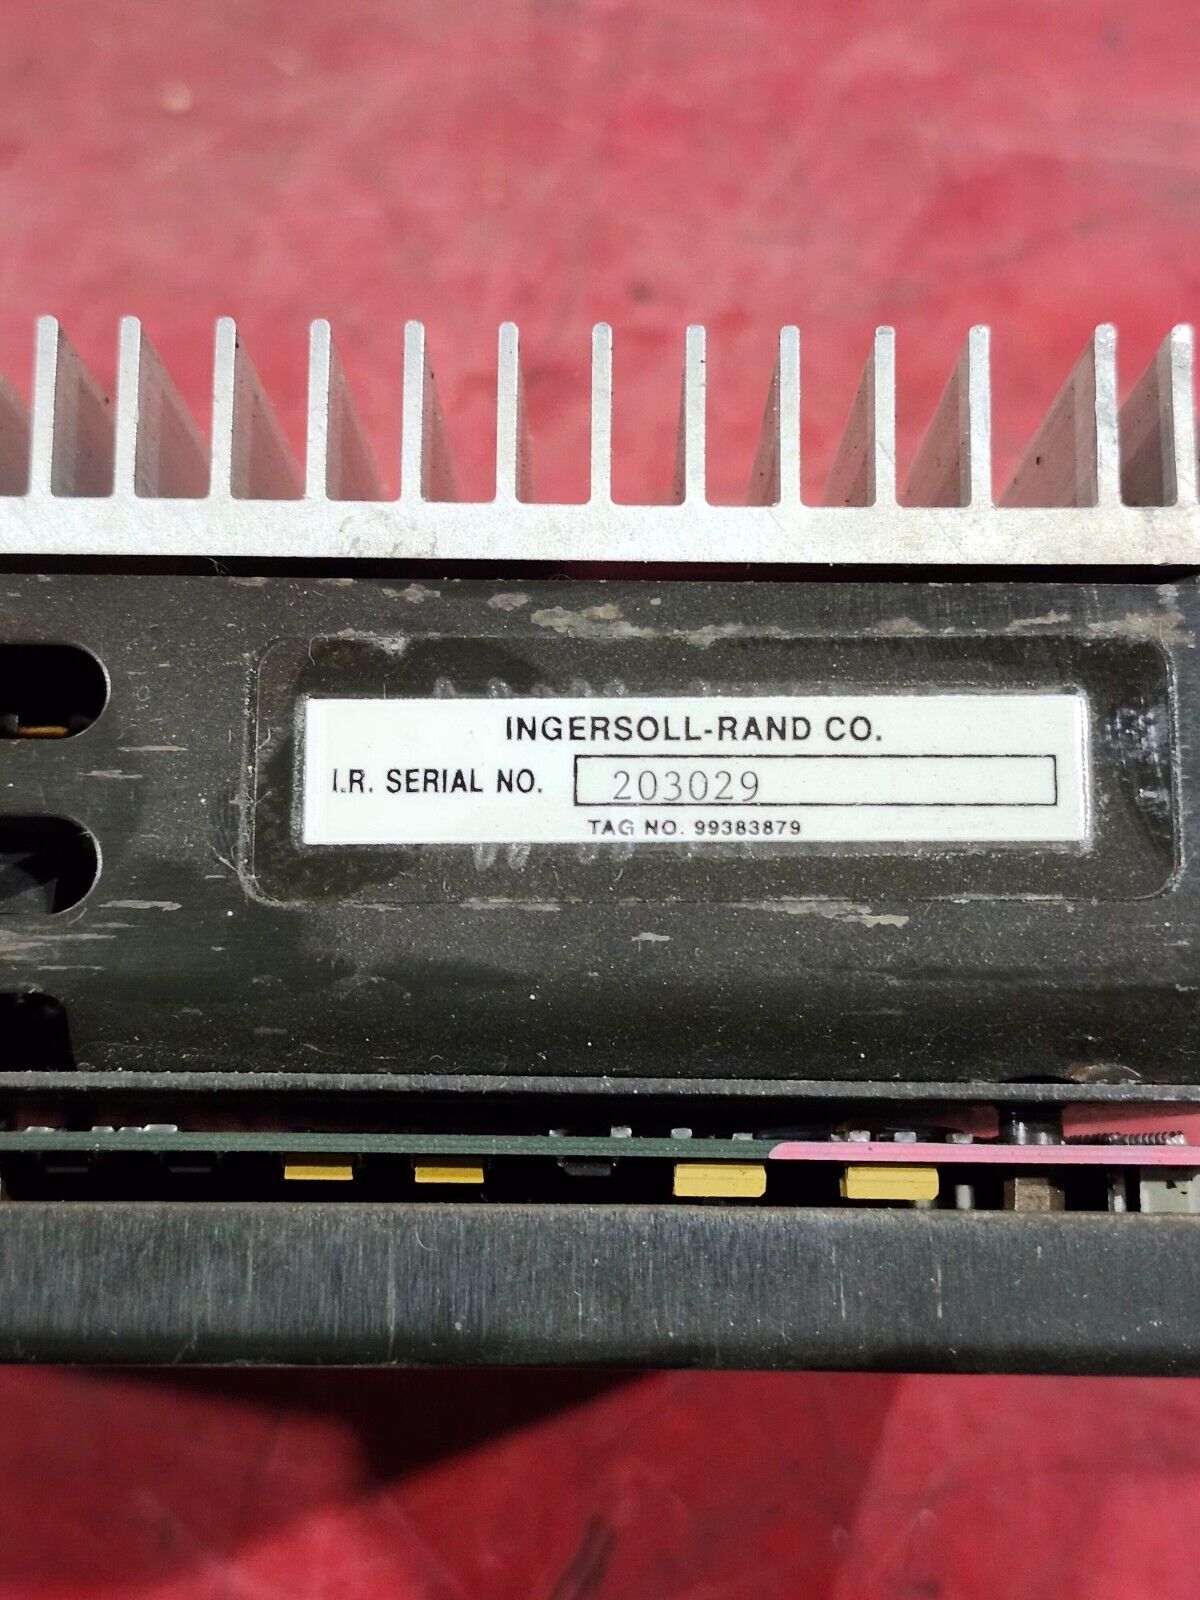 INGERSOLL-RAND CO.
I.R. SERIAL NO. 203029
TAG NO. 99383879